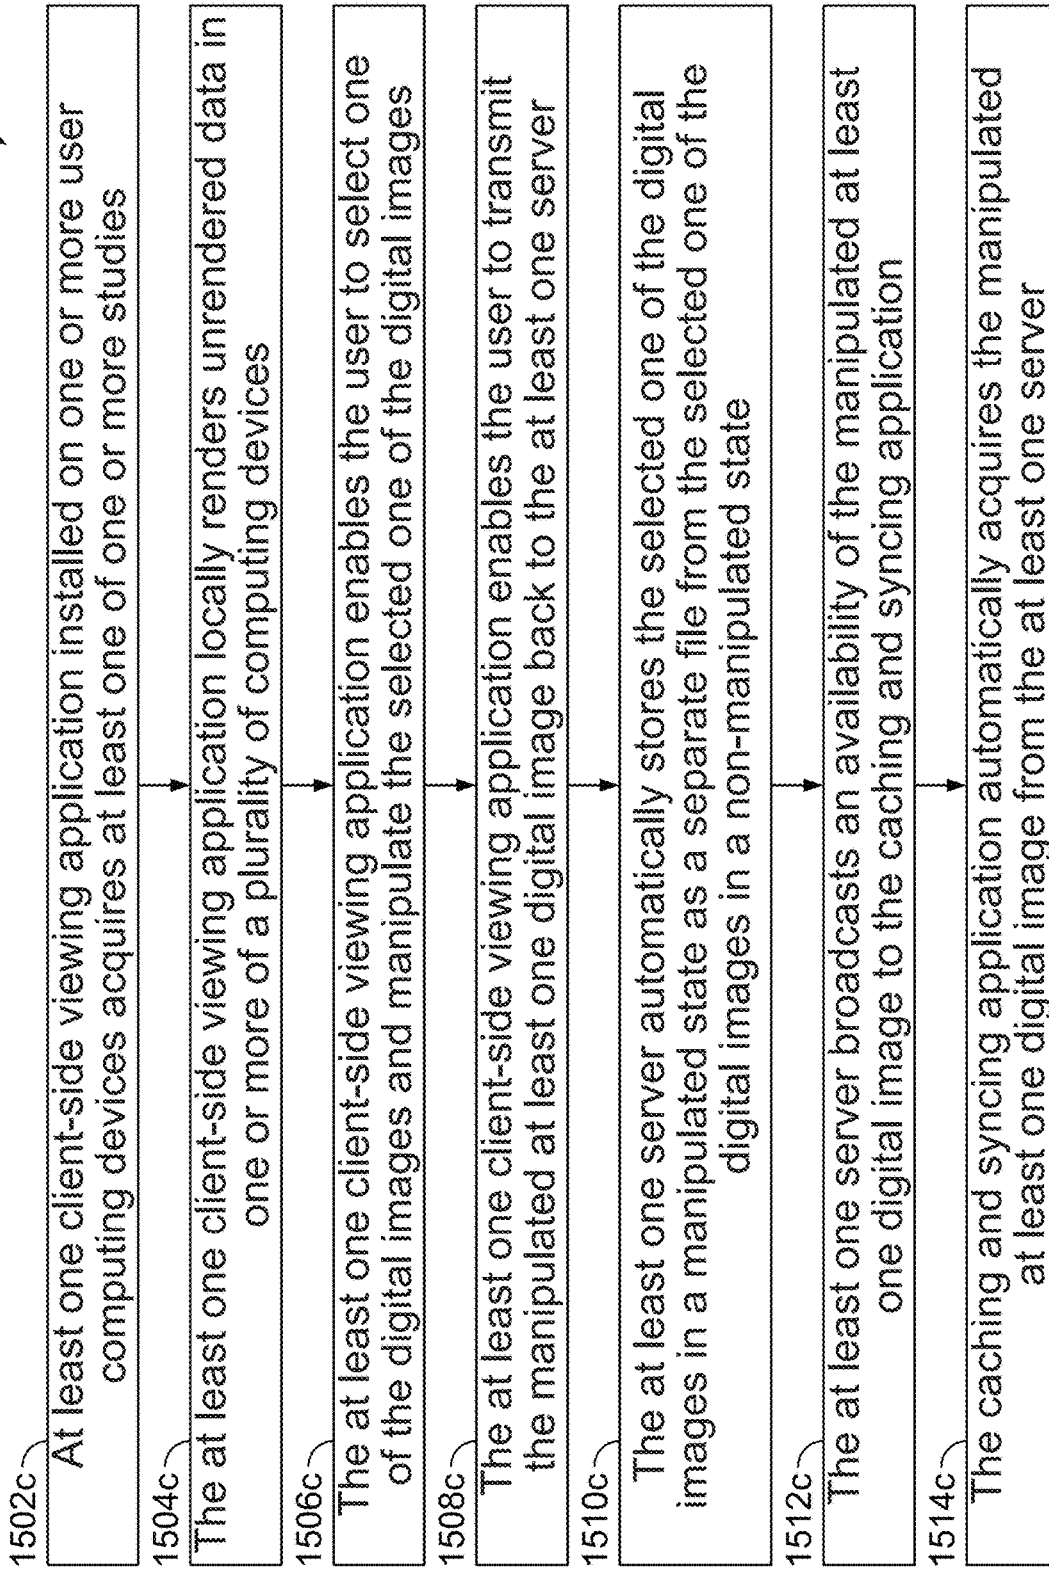 1502c
At least one client-side viewing application installed on one or more user
computing devices acquires at least one of one or more studies
1504c
The at least one client-side viewing application locally renders unrendered data in
one or more of a plurality of computing devices
1506c
The at least one client-side viewing application enables the user to select one
of the digital images and manipulate the selected one of the digital images
1508c
The at least one client-side viewing application enables the user to transmit
the manipulated at least one digital image back to the at least one server
1510c
The at least one server automatically stores the selected one of the digital
images in a manipulated state as a separate file from the selected one of the
digital images in a non-manipulated state
1512c
The at least one server broadcasts an availability of the manipulated at least
one digital image to the caching and syncing application
1514c
The caching and syncing application automatically acquires the manipulated
at least one digital image from the at least one server